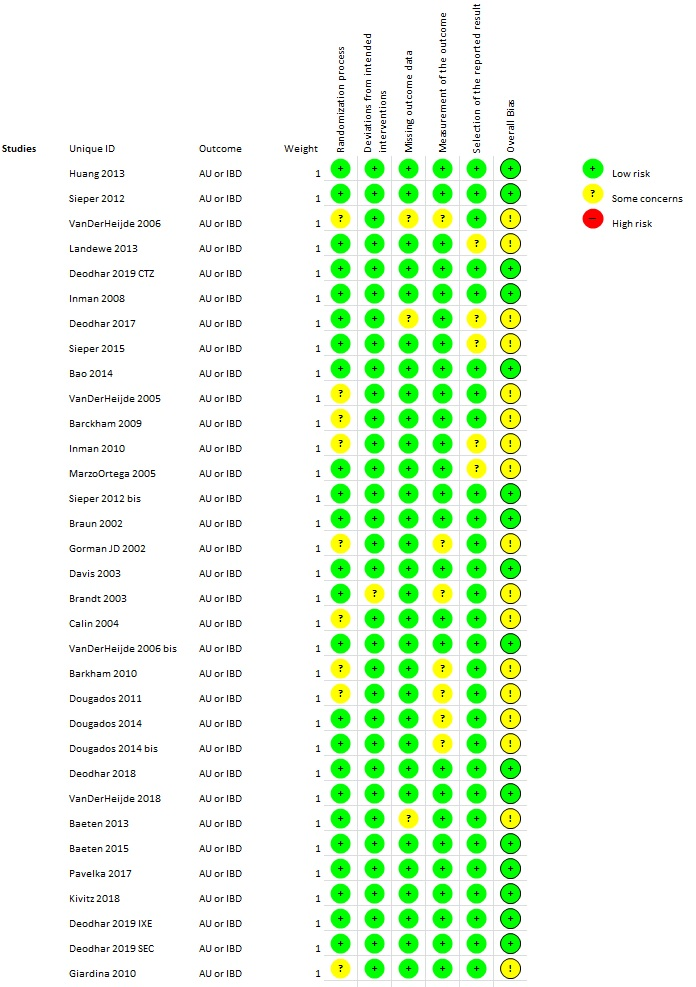 Randomization process
Deviations from intended
interventions
Missing outcome data
Measurement of the outcome
Selection of the reported result
Overall Bias
Studies Unique ID Outcome Weight
Huang 2013 AU or IBD 1 + + + + + +
Sieper 2012 AU or IBD 1 + + + + + +
VanDerHeijde 2006 AU or IBD 1 ? + ? ? + !
Landewe 2013 AU or IBD 1 + + + + ? !
Deodhar 2019 CTZ AU or IBD 1 + + + + + +
Inman 2008 AU or IBD 1 + + + + + +
Deodhar 2017 AU or IBD 1 + + ? + ? !
Sieper 2015 AU or IBD 1 + + + + ? !
Bao 2014 AU or IBD 1 + + + + + +
VanDerHeijde 2005 AU or IBD 1 ? + + + + !
Barckham 2009 AU or IBD 1 ? + + + + !
Inman 2010 AU or IBD 1 ? + + + ? !
MarzoOrtega 2005 AU or IBD 1 + + + + ? !
Sieper 2012 bis AU or IBD 1 + + + + + +
Braun 2002 AU or IBD 1 + + + + + +
Gorman JD 2002 AU or IBD 1 ? + + ? + !
Davis 2003 AU or IBD 1 + + + + + +
Brandt 2003 AU or IBD 1 + ? + ? + !
Calin 2004 AU or IBD 1 ? + + + + !
VanDerHeijde 2006 bis AU or IBD 1 + + + + + +
Barkham 2010 AU or IBD 1 ? + + ? + !
Dougados 2011 AU or IBD 1 ? + + ? + !
Dougados 2014 AU or IBD 1 + + + ? + !
Dougados 2014 bis AU or IBD 1 + + + ? + !
Deodhar 2018 AU or IBD 1 + + + + + +
VanDerHeijde 2018 AU or IBD 1 + + + + + +
Baeten 2013 AU or IBD 1 + + ? + + !
Baeten 2015 AU or IBD 1 + + + + + +
Pavelka 2017 AU or IBD 1 + + + + + +
Kivitz 2018 AU or IBD 1 + + + + + +
Deodhar 2019 IXE AU or IBD 1 + + + + + +
Deodhar 2019 SEC AU or IBD 1 + + + + + +
Giardina 2010 AU or IBD 1 ? + + + + !
+ Low risk
? Some concerns
− High risk